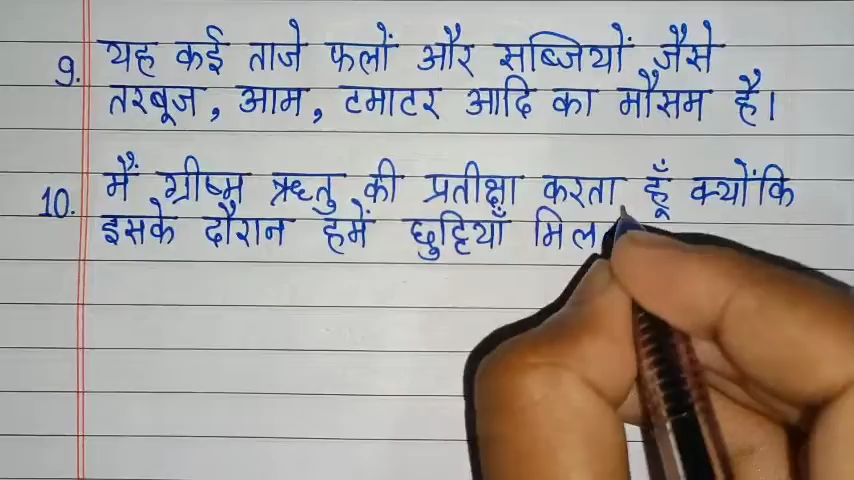 9. यह कई ताजे फलों और सब्जियों जैसे
तरबूज, आम, टमाटर आदि का मौसम है।
10. मैं ग्रीष्म ऋतु की प्रतीक्षा करता हूँ क्योंकि
इसके दौरान हमें छुट्टियाँ मिल